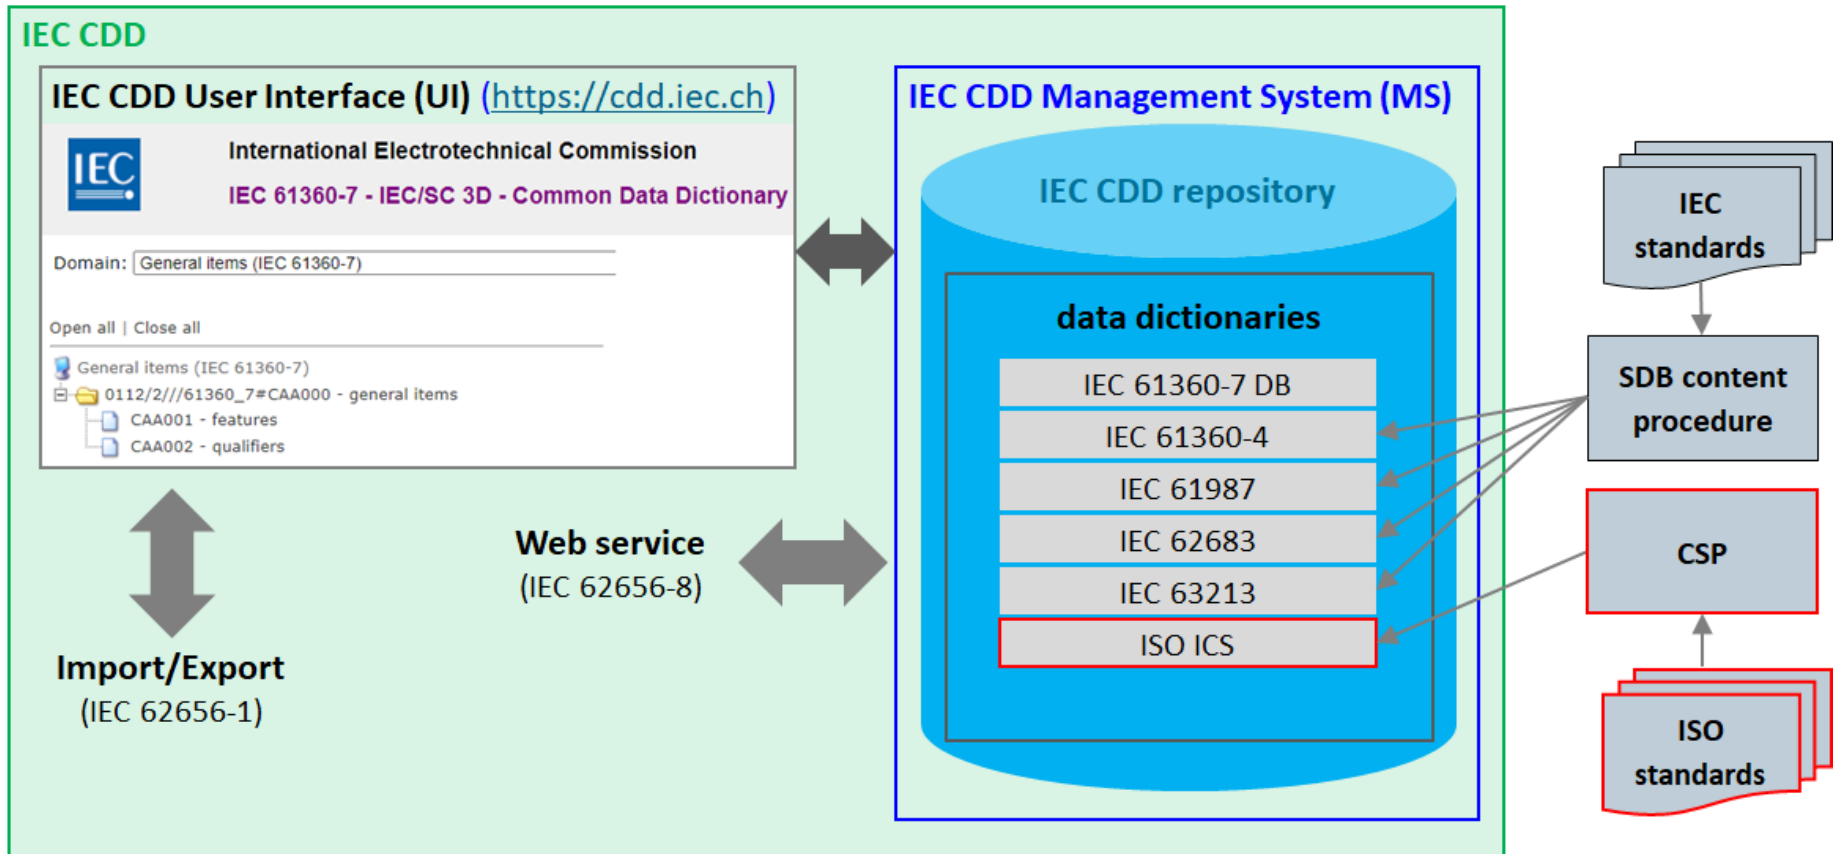 IEC CDD
IEC CDD User Interface (UI) (https://cdd.iec.ch)
IEC
International Electrotechnical Commission
IEC 61360-7 - IEC/SC 3D - Common Data Dictionary
Domain: General items (IEC 61360-7)
Open all | Close all
General items (IEC 61360-7)
0112/2///61360_7#CAA000 - general items
CAA001 - features
CAA002 - qualifiers
Import/Export
(IEC 62656-1)
Web service
(IEC 62656-8)
IEC CDD Management System (MS)
IEC CDD repository
data dictionaries
IEC 61360-7 DB
IEC 61360-4
IEC 61987
IEC 62683
IEC 63213
ISO ICS
IEC
standards
SDB content
procedure
CSP
ISO
standards